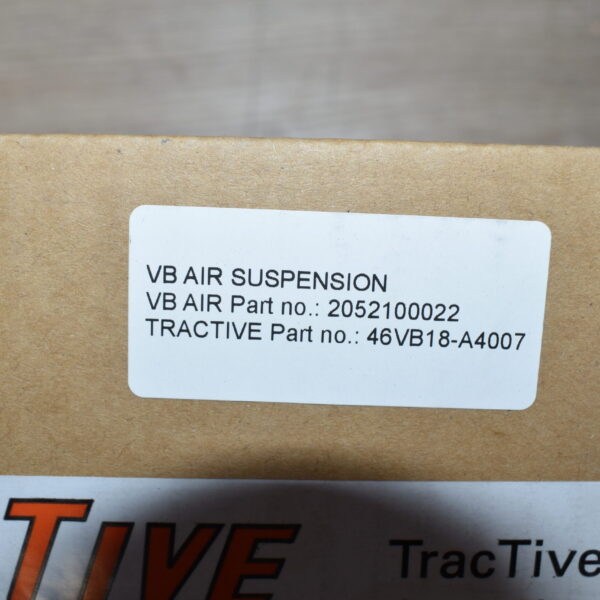 VB AIR SUSPENSION
VB AIR Part no.: 2052100022
TRACTIVE Part no.: 46VB18-A4007
TIVE
TracTive